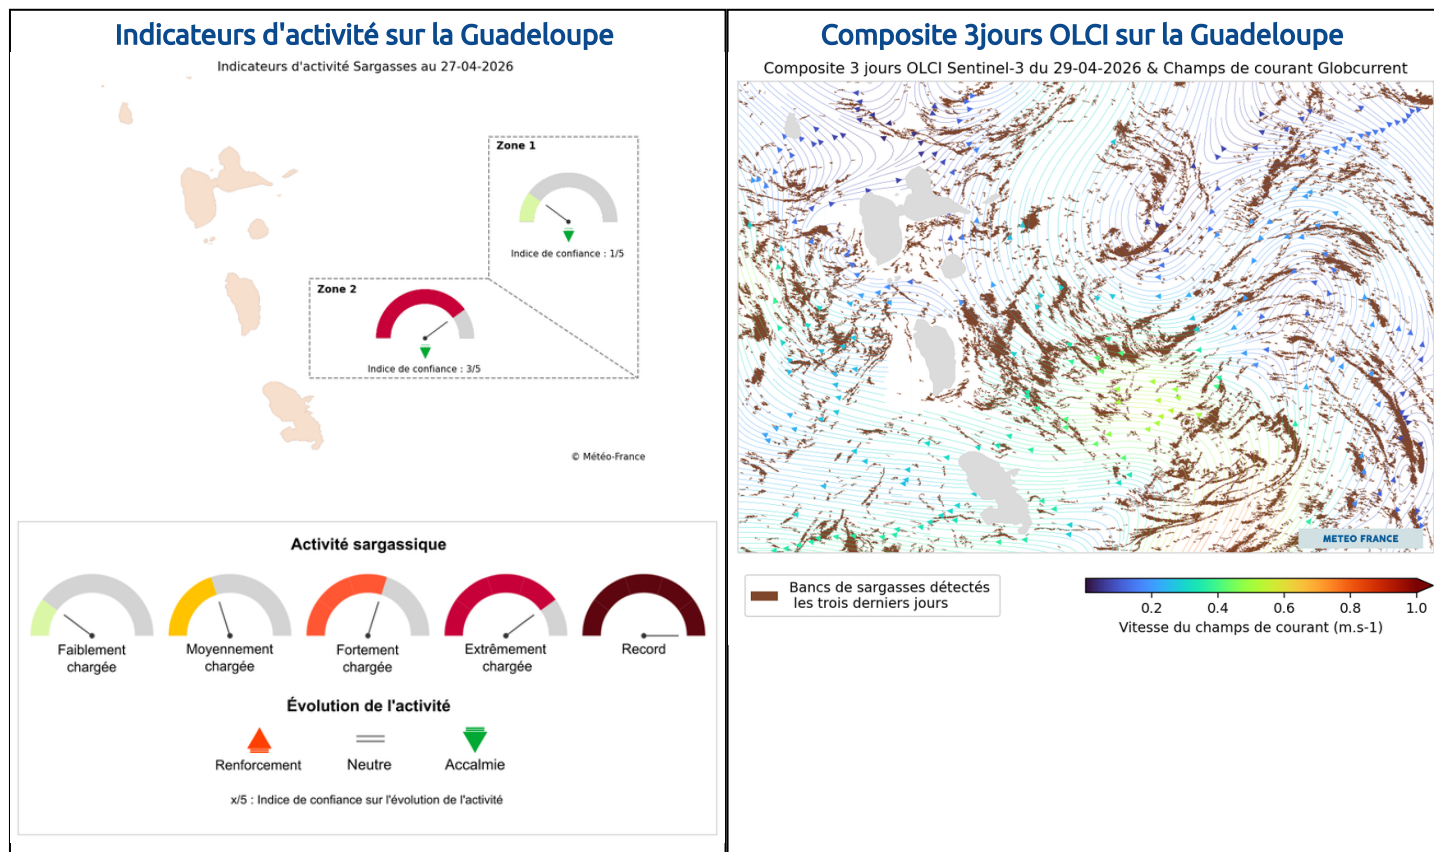 Indicateurs d'activité sur la Guadeloupe
Indicateurs d'activité Sargasses au 27-04-2026
Zone 1
Indice de confiance : 1/5
Zone 2
Indice de confiance : 3/5
© Météo-France
Activité sargassique
Faiblement
chargée
Moyennement
chargée
Fortement
chargée
Extrêmement
chargée
Record
Évolution de l'activité
Renforcement
Neutre
Accalmie
x/5 : Indice de confiance sur l'évolution de l'activité
Composite 3jours OLCI sur la Guadeloupe
Composite 3 jours OLCI Sentinel-3 du 29-04-2026 & Champs de courant Globcurrent
METEO FRANCE
Bancs de sargasses détectés
les trois derniers jours
0.2 0.4 0.6 0.8 1.0
Vitesse du champs de courant (m.s-1)